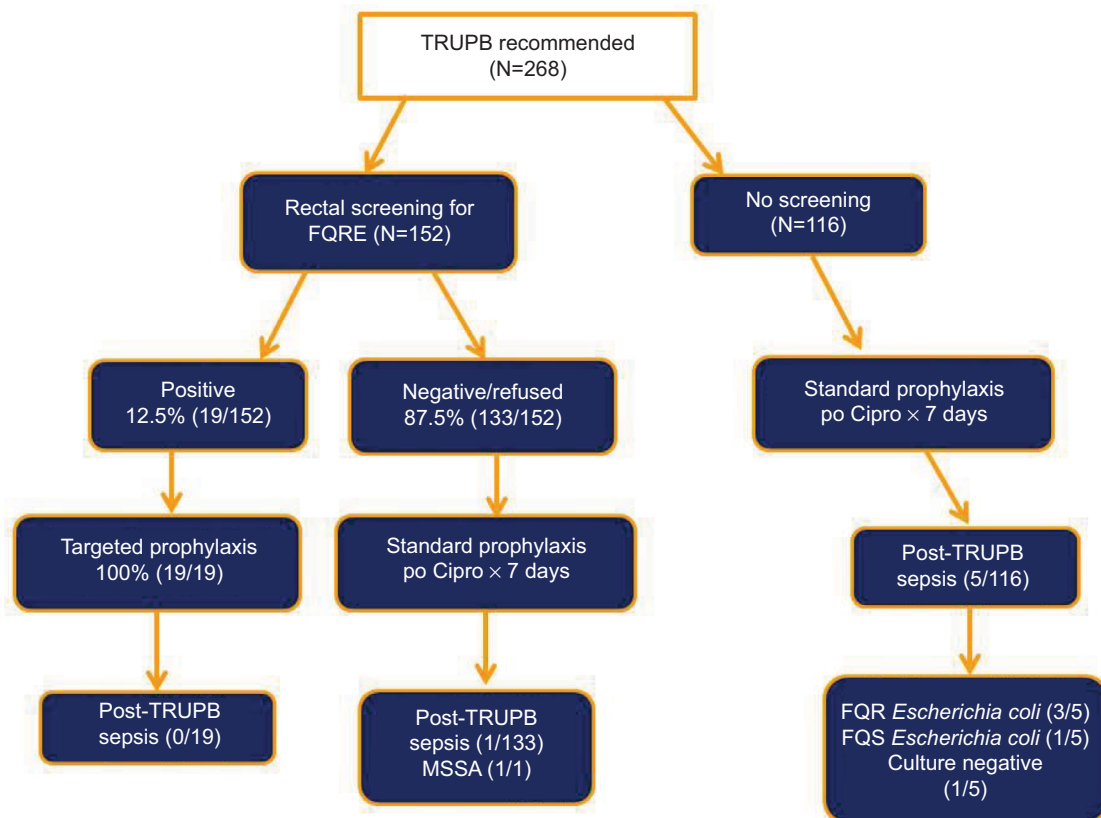 TRUPB recommended
(N=268)
Rectal screening for
FQRE (N=152)
No screening
(N=116)
Positive
12.5% (19/152)
Negative/refused
87.5% (133/152)
Standard prophylaxis
po Cipro × 7 days
Targeted prophylaxis
100% (19/19)
Standard prophylaxis
po Cipro × 7 days
Post-TRUPB
sepsis (5/116)
Post-TRUPB
sepsis (0/19)
Post-TRUPB
sepsis (1/133)
MSSA (1/1)
FQR Escherichia coli (3/5)
FQS Escherichia coli (1/5)
Culture negative
(1/5)